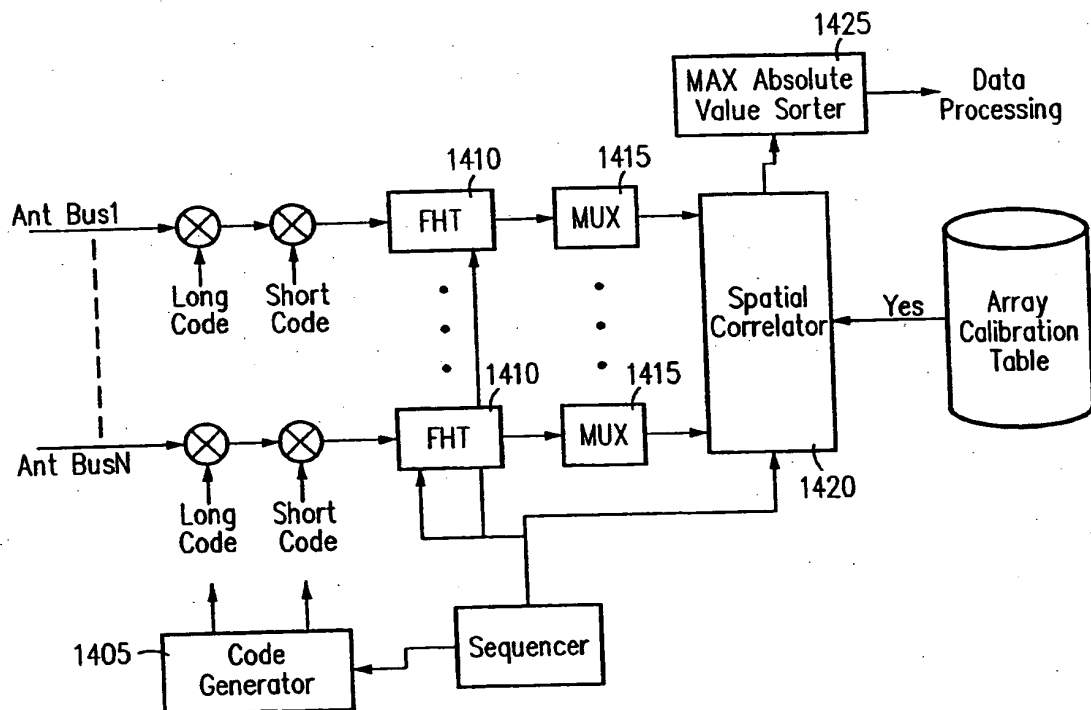 1425
MAX Absolute
Value Sorter
Data
Processing
1410
1415
Ant Bus1
FHT
MUX
Long
Code
Short
Code
Spatial
Correlator
Yes
Array
Calibration
Table
1410
1415
FHT
MUX
Ant BusN
1420
Long
Code
Short
Code
1405
Code
Generator
Sequencer